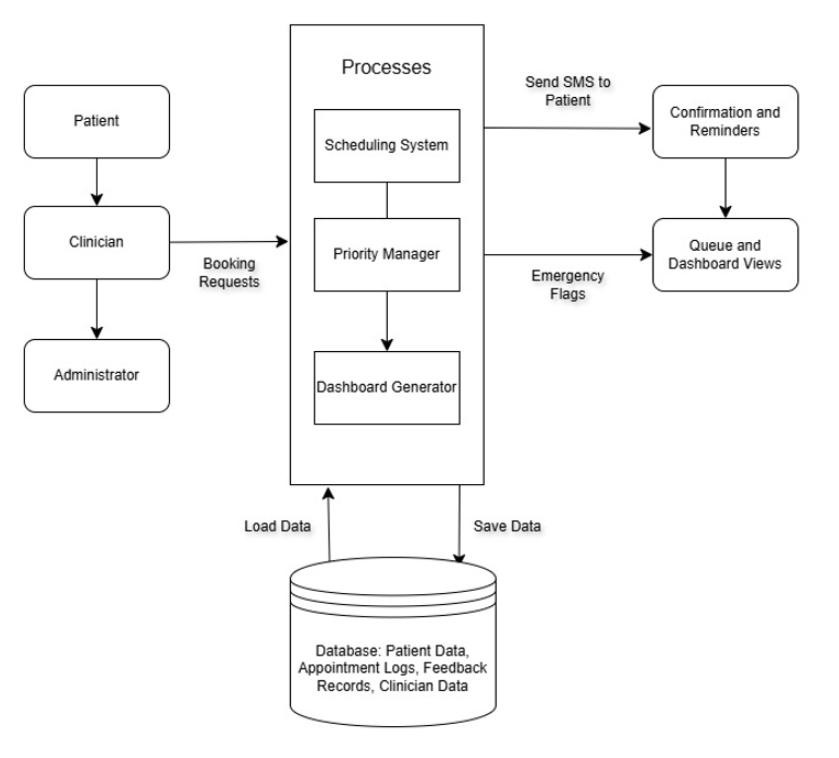 Processes
Patient
Clinician
Administrator
Booking
Requests
Scheduling System
Priority Manager
Dashboard Generator
Send SMS to
Patient
Emergency
Flags
Confirmation and
Reminders
Queue and
Dashboard Views
Load Data
Save Data
Database: Patient Data,
Appointment Logs, Feedback
Records, Clinician Data